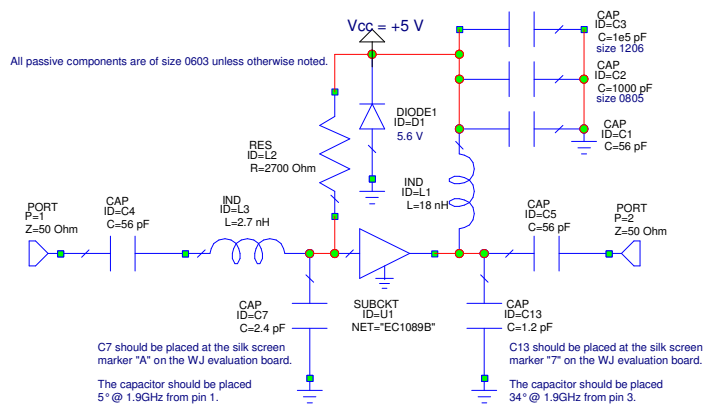 Vcc = +5 V
All passive components are of size 0603 unless otherwise noted.
CAP
ID=C3
C=1e5 pF
size 1206
CAP
ID=C2
C=1000 pF
size 0805
CAP
ID=C1
C=56 pF
DIODE1
ID=D1
5.6 V
RES
ID=L2
R=2700 Ohm
IND
ID=L1
L=18 nH
PORT
P=1
Z=50 Ohm
CAP
ID=C4
C=56 pF
IND
ID=L3
L=2.7 nH
CAP
ID=C5
C=56 pF
PORT
P=2
Z=50 Ohm
CAP
ID=C7
C=2.4 pF
SUBCKT
ID=U1
NET="EC1089B"
CAP
ID=C13
C=1.2 pF
C7 should be placed at the silk screen
marker "A" on the WJ evaluation board.
The capacitor should be placed
5° @ 1.9GHz from pin 1.
C13 should be placed at the silk screen
marker "7" on the WJ evaluation board.
The capacitor should be placed
34° @ 1.9GHz from pin 3.